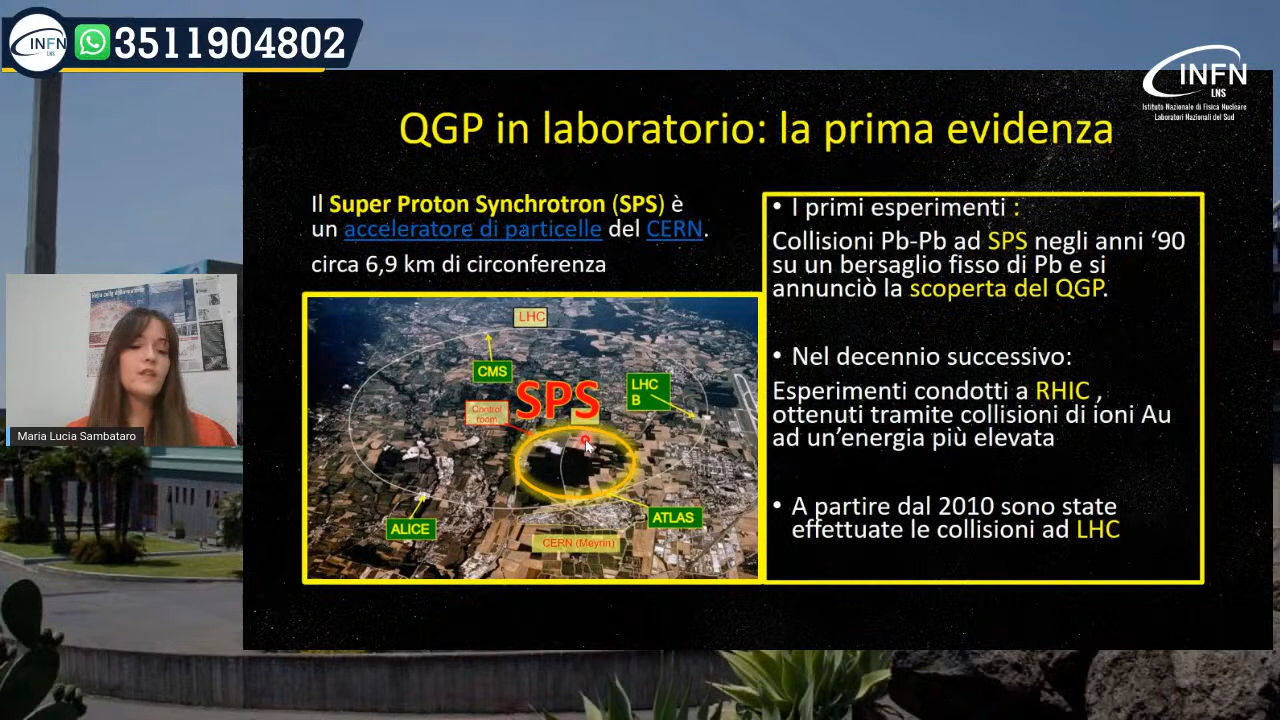 INFN
LNS
3511904802
INFN
LNS
Istituto Nazionale di Fisica Nucleare
Laboratori Nazionali del Sud
QGP in laboratorio: la prima evidenza
Il Super Proton Synchrotron (SPS) è
un acceleratore di particelle del CERN.
circa 6,9 km di circonferenza
LHC
CMS
SPS
LHC
B
Control
room
ALICE
ATLAS
CERN (Meyrin)
• I primi esperimenti :
Collisioni Pb-Pb ad SPS negli anni ‘90
su un bersaglio fisso di Pb e si
annunciò la scoperta del QGP.
• Nel decennio successivo:
Esperimenti condotti a RHIC ,
ottenuti tramite collisioni di ioni Au
ad un’energia più elevata
• A partire dal 2010 sono state
effettuate le collisioni ad LHC
Maria Lucia Sambataro